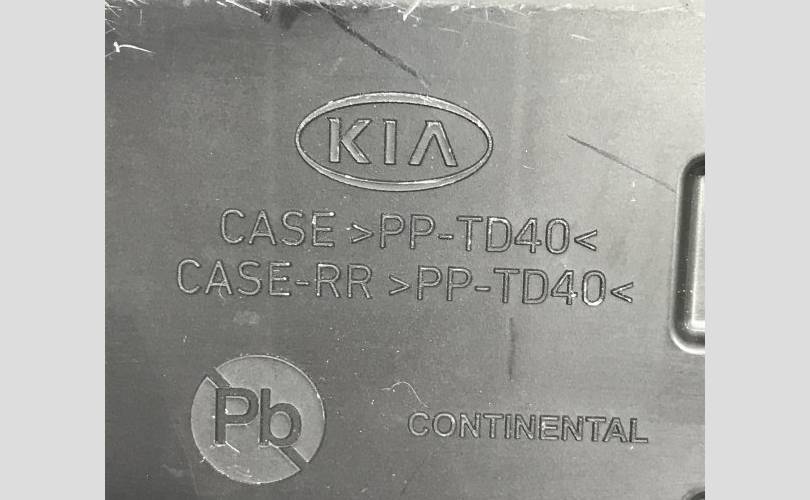 KIA
CASE >PP-TD40<
CASE-RR >PP-TD40<
Pb
CONTINENTAL